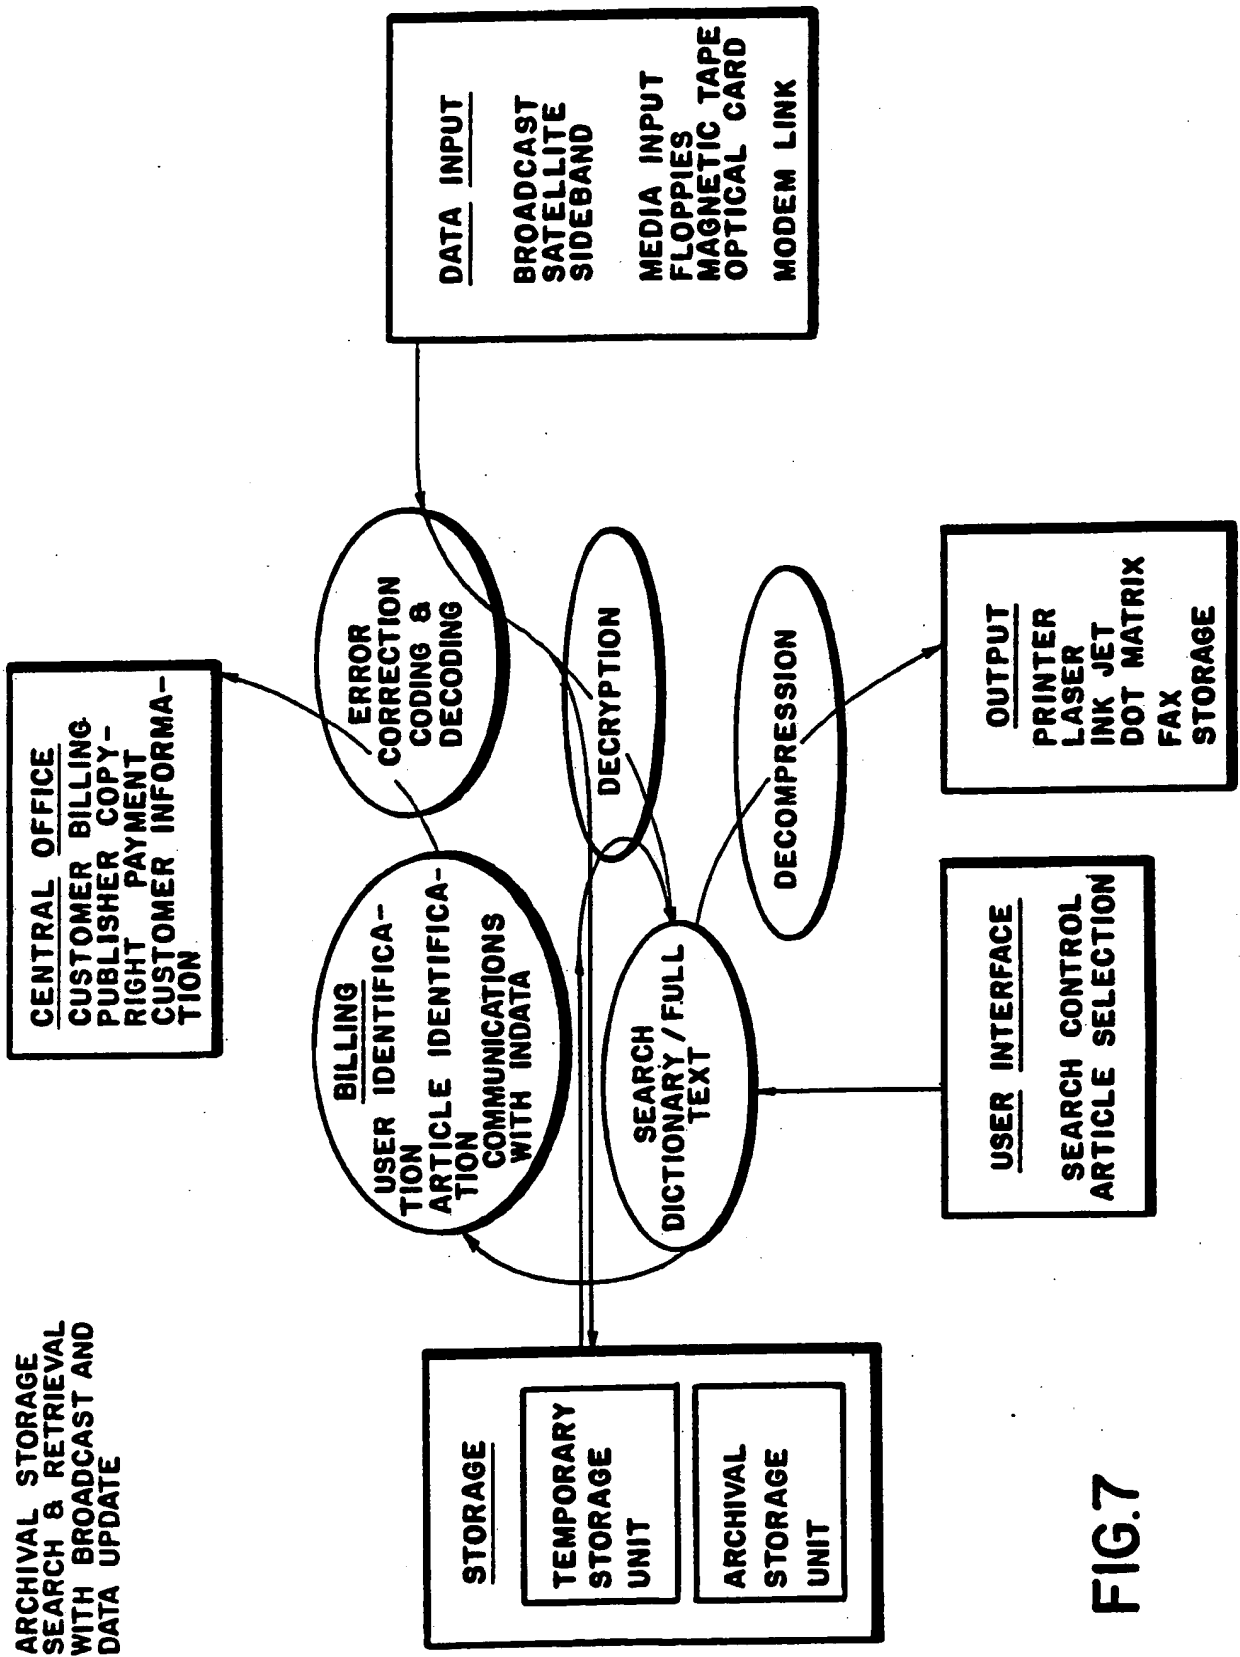 ARCHIVAL STORAGE
SEARCH & RETRIEVAL
WITH BROADCAST AND
DATA UPDATE
CENTRAL OFFICE
CUSTOMER BILLING
PUBLISHER COPY-
RIGHT PAYMENT
CUSTOMER INFORMA-
TION
BILLING
USER IDENTIFICA-
TION
ARTICLE IDENTIFICA-
TION
COMMUNICATIONS
WITH INDATA
ERROR
CORRECTION
CODING &
DECODING
DATA INPUT
BROADCAST
SATELLITE
SIDEBAND
MEDIA INPUT
FLOPPIES
MAGNETIC TAPE
OPTICAL CARD
MODEM LINK
STORAGE
TEMPORARY
STORAGE
UNIT
ARCHIVAL
STORAGE
UNIT
SEARCH
DICTIONARY/FULL
TEXT
DECRYPTION
DECOMPRESSION
USER INTERFACE
SEARCH CONTROL
ARTICLE SELECTION
OUTPUT
PRINTER
LASER
INK JET
DOT MATRIX
FAX
STORAGE
FIG.7